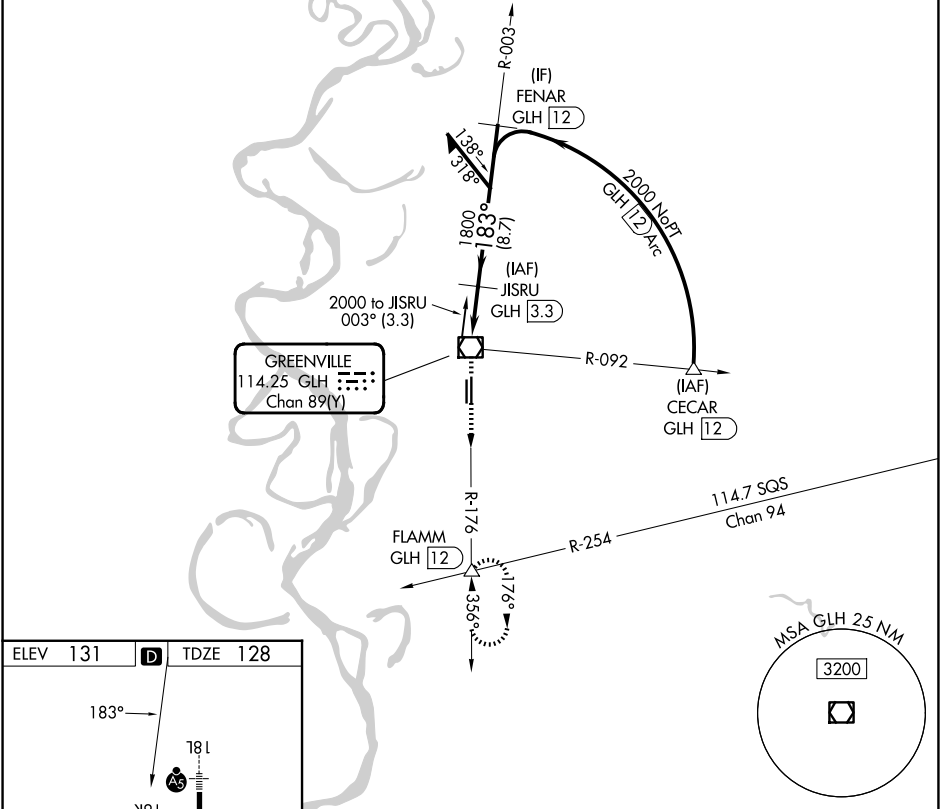 R-003
(IF)
FENAR
GLH 12
138°
318°
2000 NoPT
GLH 12 Arc
1800
183°
(8.7)
(IAF)
JISRU
GLH 3.3
2000 to JISRU
003° (3.3)
GREENVILLE
114.25 GLH
Chan 89(Y)
R-092
(IAF)
CECAR
GLH 12
R-176
114.7 SQS
Chan 94
R-254
FLAMM
GLH 12
356°
176°
MSA GLH 25 NM
3200
ELEV 131 D TDZE 128
183°
18L
A5